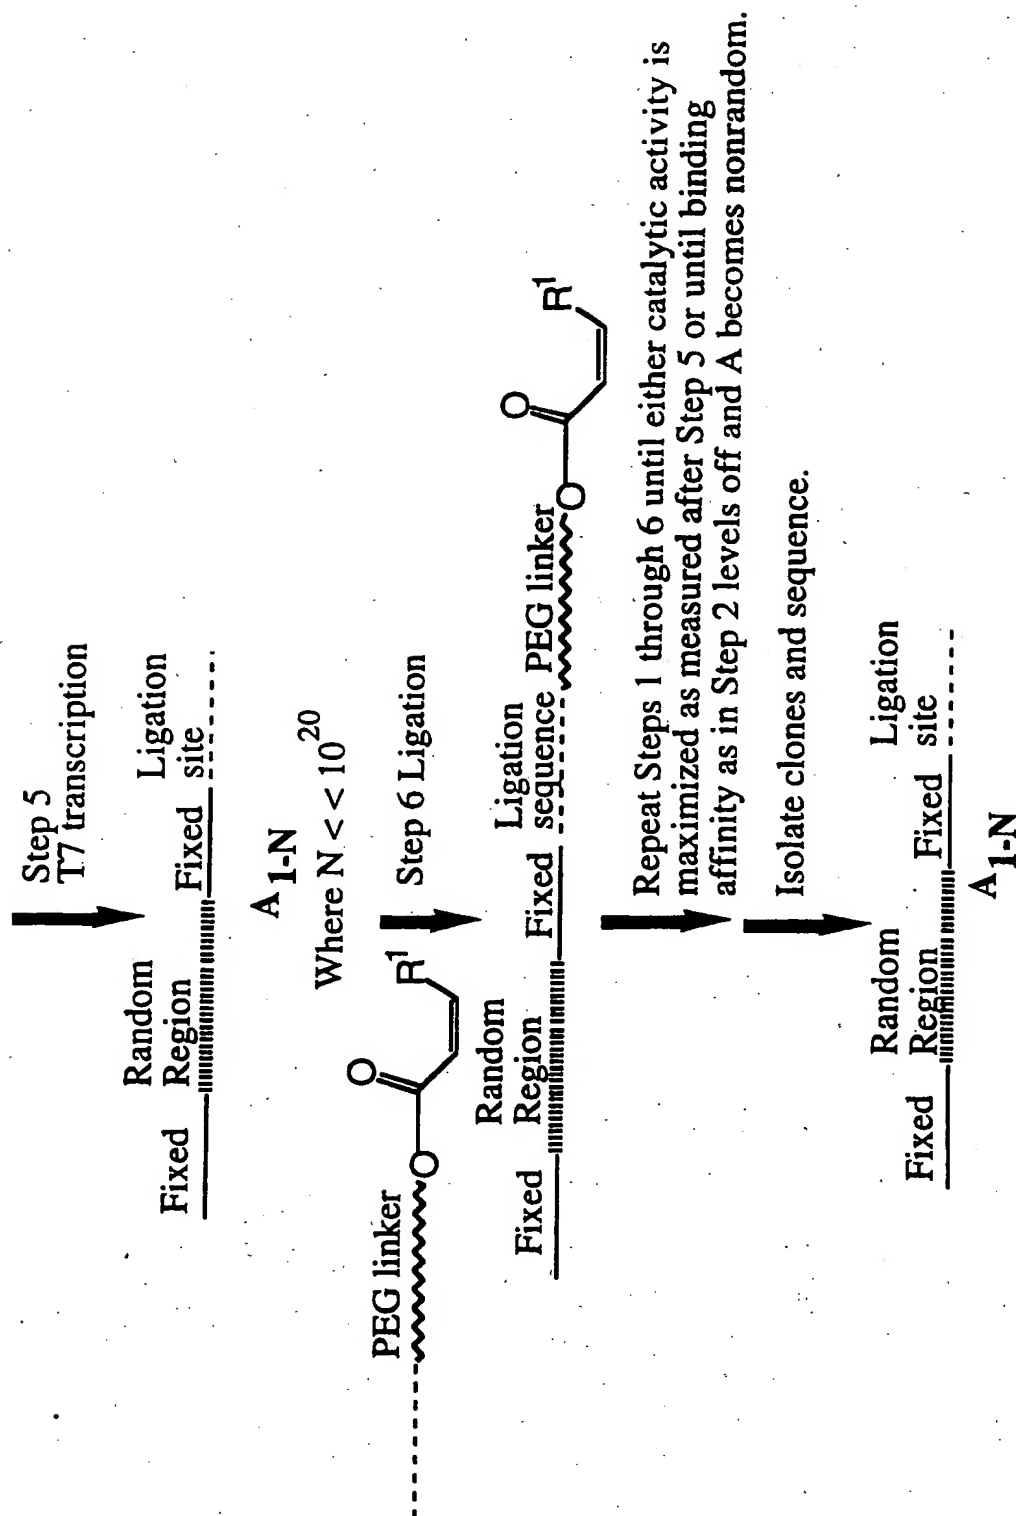 Step 5
T7 transcription
Random
Region
Ligation
site
Fixed
Fixed
A 1-N
Where N < < 10^20
PEG linker
O
O
R¹
Step 6 Ligation
Random
Region
Ligation
Fixed
Fixed
sequence
PEG linker
O
O
R¹
Repeat Steps 1 through 6 until either catalytic activity is
maximized as measured after Step 5 or until binding
affinity as in Step 2 levels off and A becomes nonrandom.
Isolate clones and sequence.
Random
Region
Ligation
site
Fixed
Fixed
A 1-N